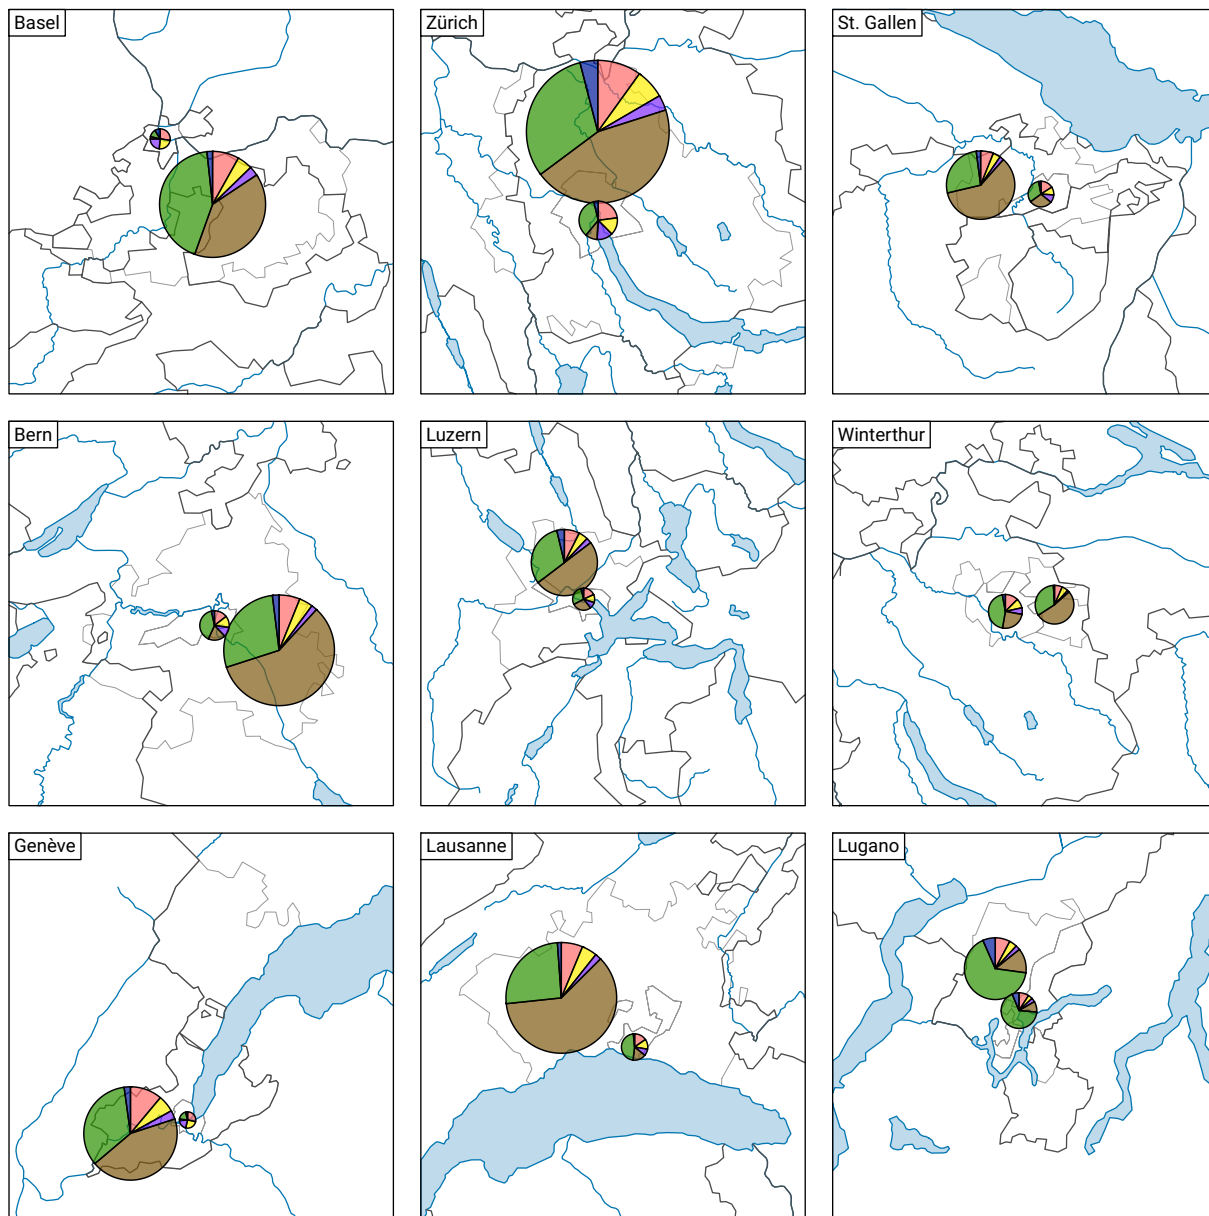 Basel
Zürich
St. Gallen
Bern
Luzern
Winterthur
Genève
Lausanne
Lugano